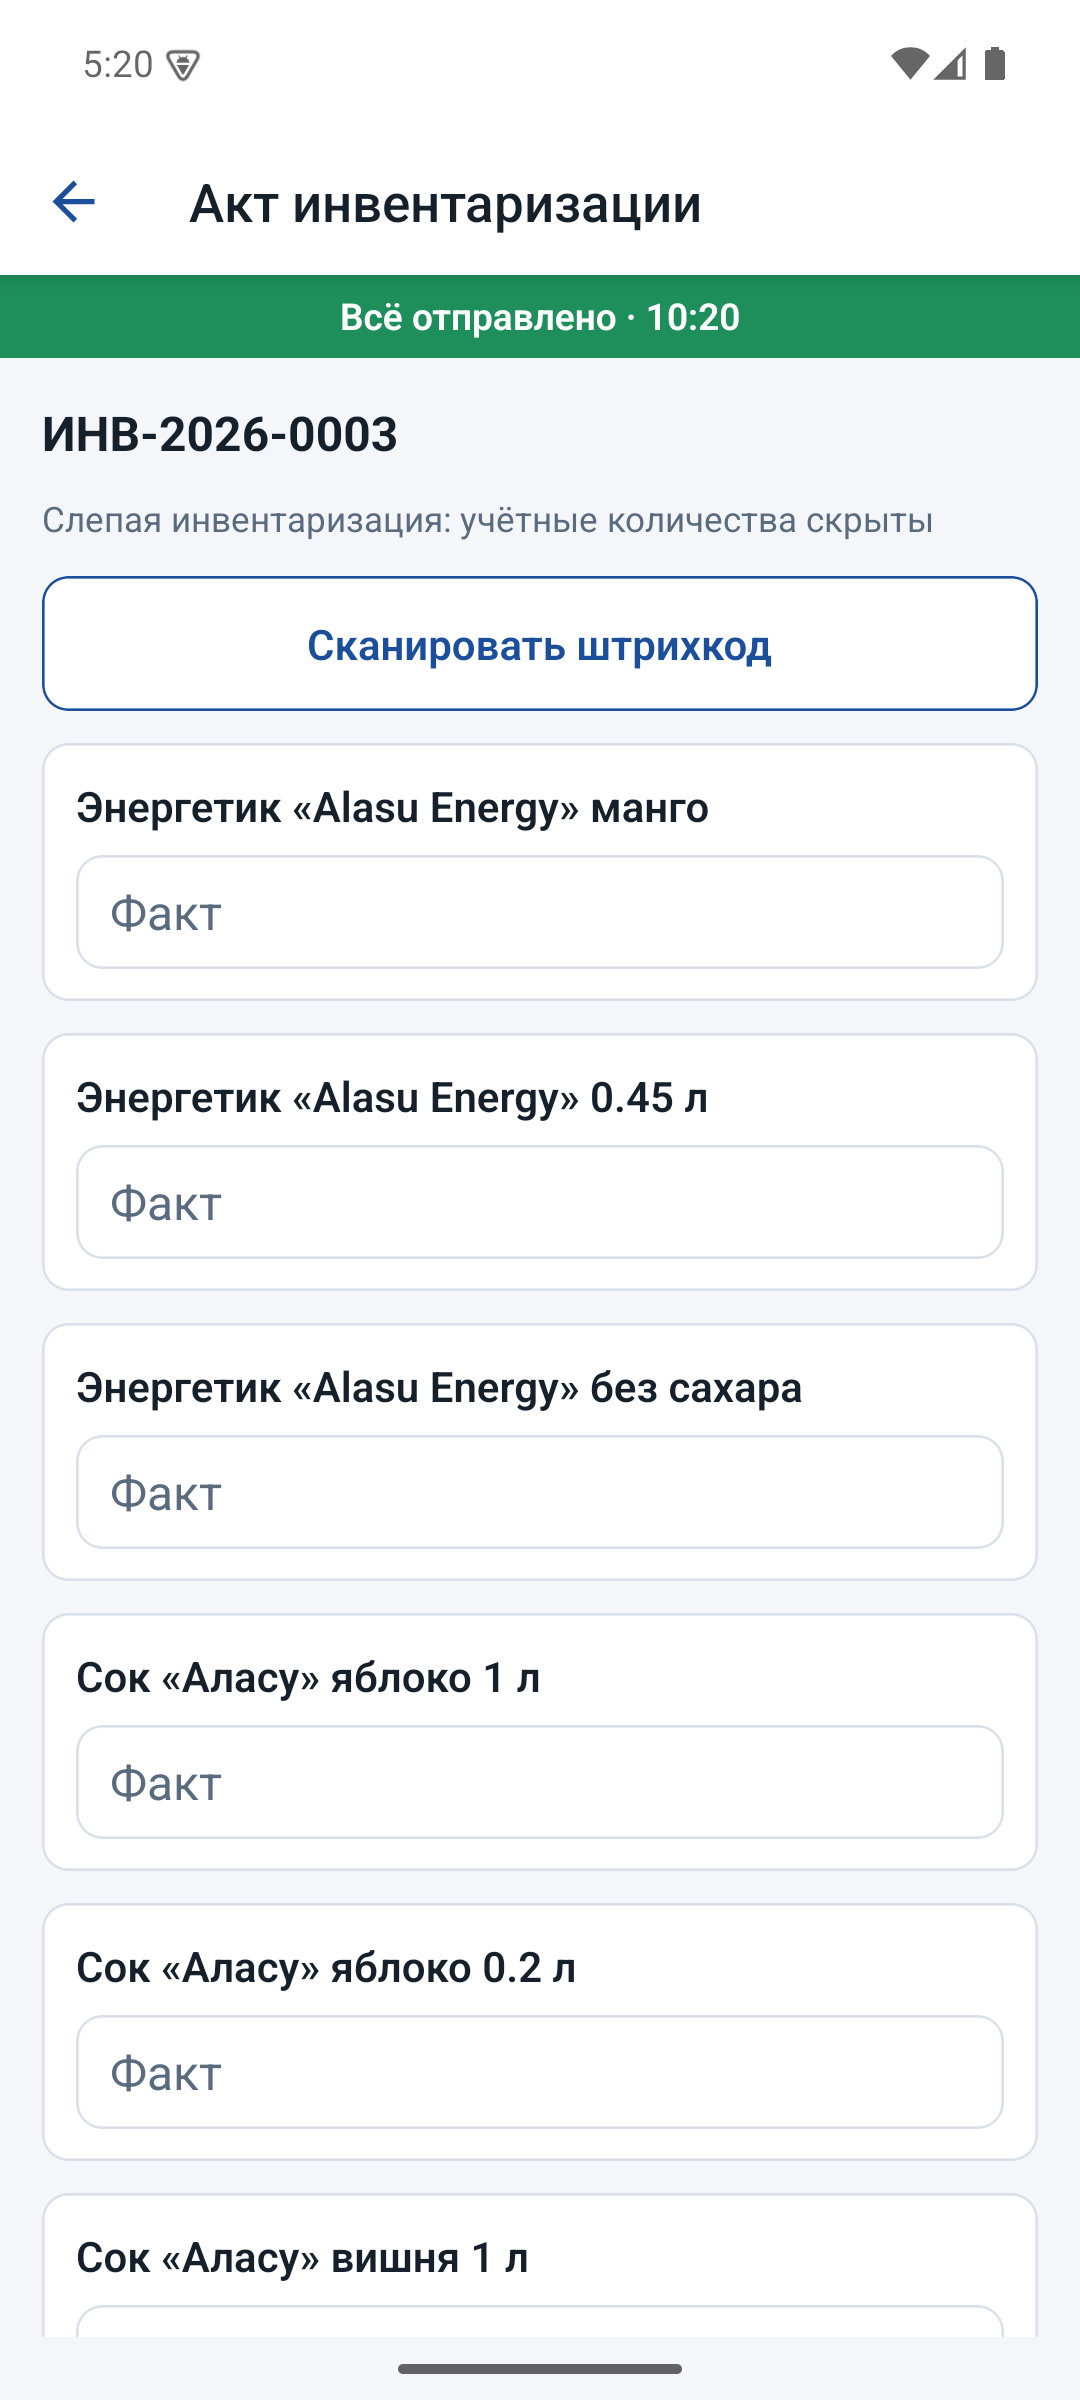 5:20
Акт инвентаризации
Всё отправлено · 10:20
ИНВ-2026-0003
Слепая инвентаризация: учётные количества скрыты
Сканировать штрихкод
Энергетик «Alasu Energy» манго
Факт
Энергетик «Alasu Energy» 0.45 л
Факт
Энергетик «Alasu Energy» без сахара
Факт
Сок «Аласу» яблоко 1 л
Факт
Сок «Аласу» яблоко 0.2 л
Факт
Сок «Аласу» вишня 1 л